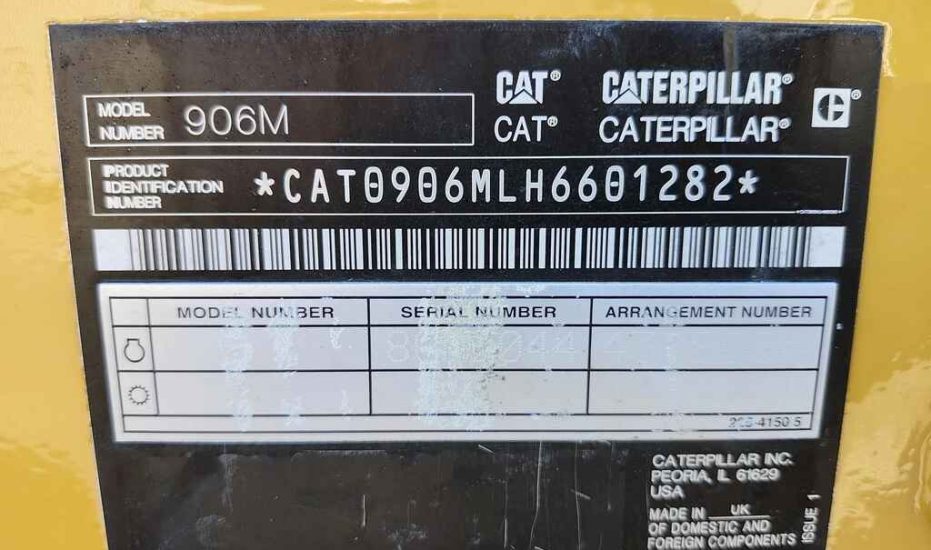 CAT® CATERPILLAR®
MODEL NUMBER 906M
CAT® CATERPILLAR®
PRODUCT IDENTIFICATION NUMBER *CAT0906MLH6601282*
MODEL NUMBER SERIAL NUMBER ARRANGEMENT NUMBER
CATERPILLAR INC.
PEORIA, IL 61629
USA
MADE IN UK
OF DOMESTIC AND
FOREIGN COMPONENTS
ISSUE 1